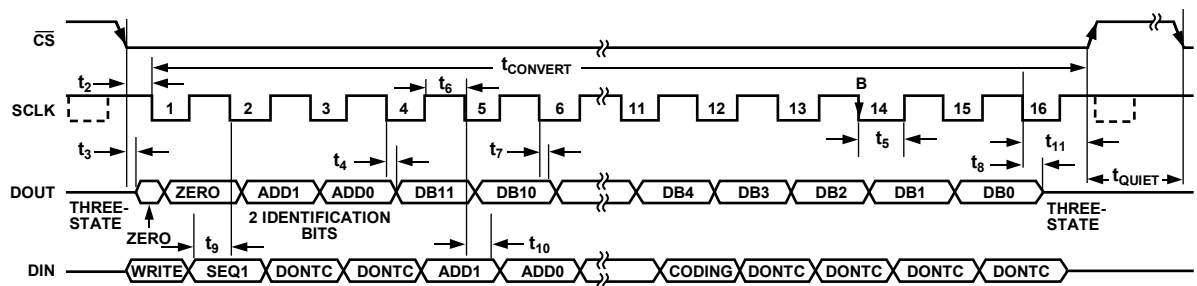 CS
tCONVERT
t2
t6
B
SCLK
1 2 3 4 5 6 11 12 13 14 15 16
t3
t4
t7
t5
t8
t11
DOUT
ZERO ADD1 ADD0 DB11 DB10 DB4 DB3 DB2 DB1 DB0
tQUIET
THREE-
STATE
ZERO
2 IDENTIFICATION
BITS
THREE-
STATE
t9
t10
DIN
WRITE SEQ1 DONTC DONTC ADD1 ADD0 CODING DONTC DONTC DONTC DONTC